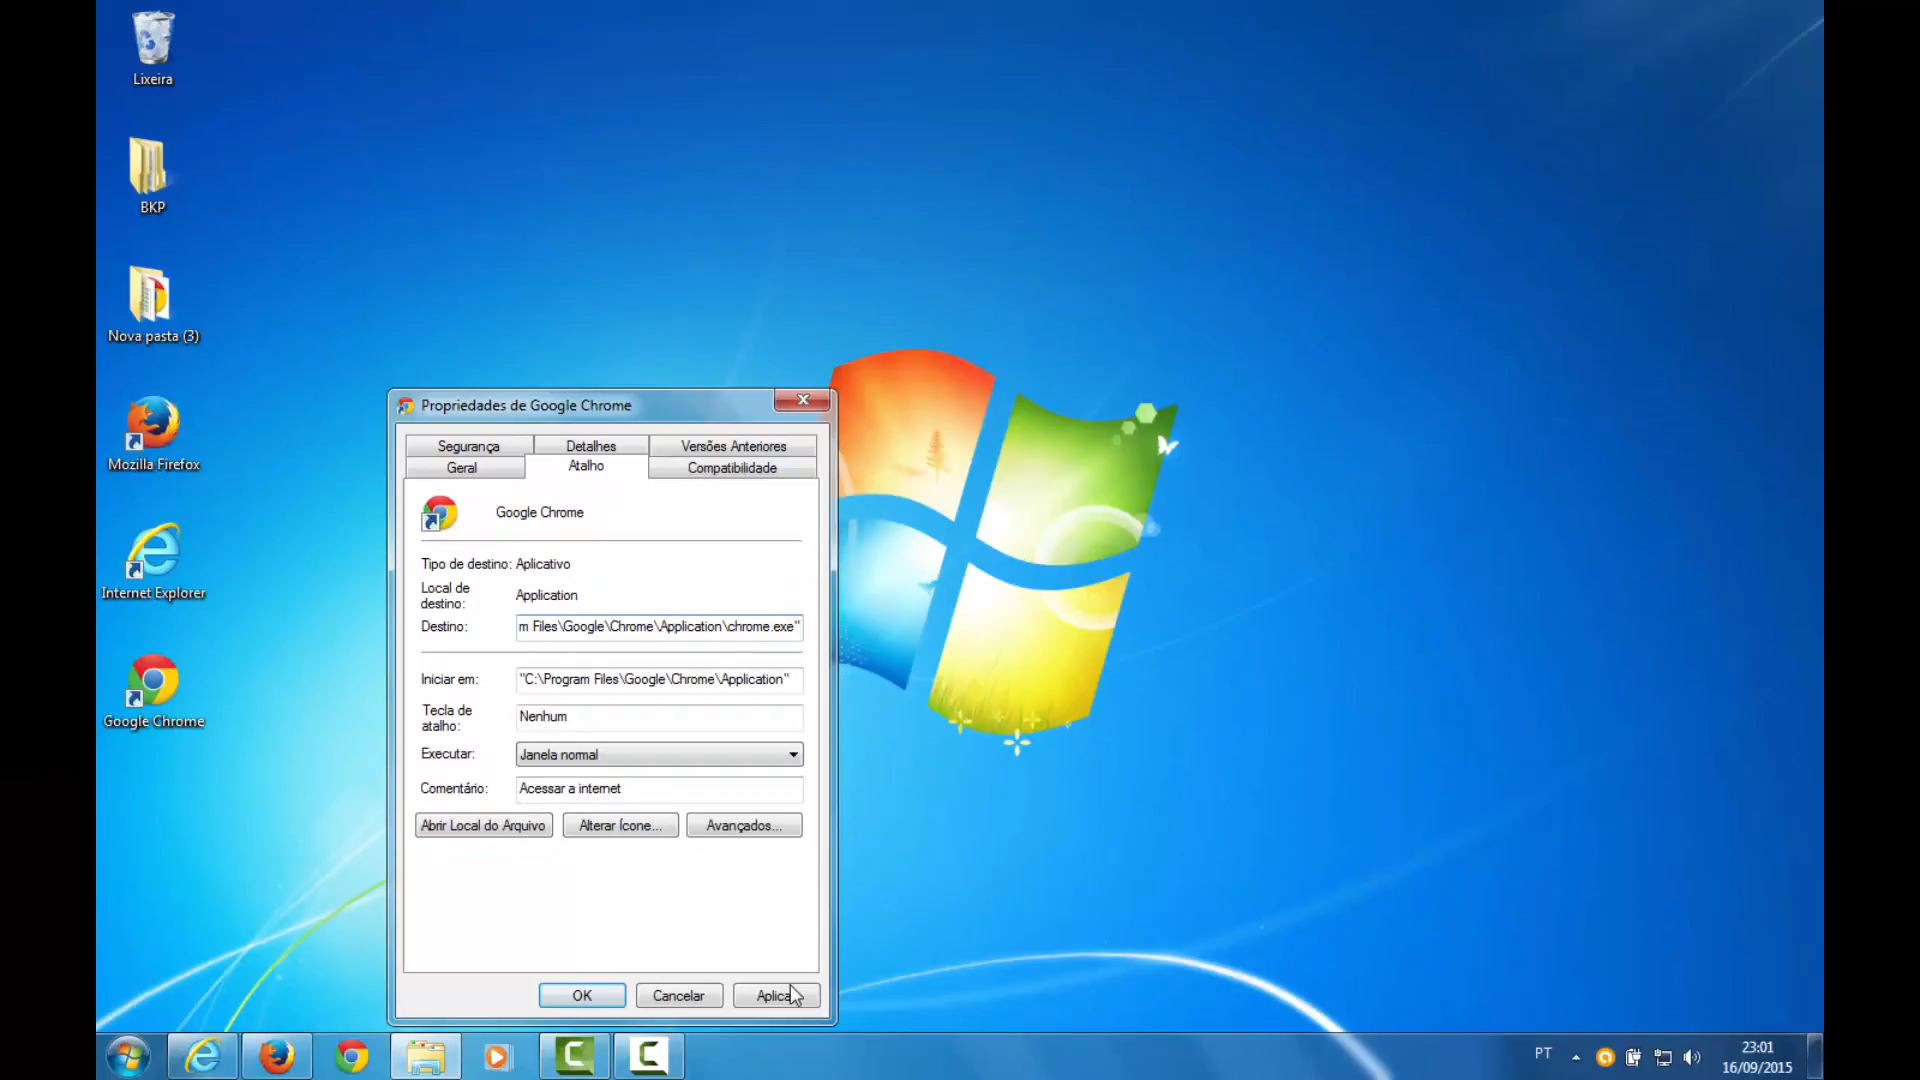 Lixeira
BKP
Nova pasta (3)
Mozilla Firefox
Internet Explorer
Google Chrome
Propriedades de Google Chrome
Segurança Detalhes Versões Anteriores
Geral Atalho Compatibilidade
Google Chrome
Tipo de destino: Aplicativo
Local de
destino: Application
Destino: m Files\Google\Chrome\Application\chrome.exe"
Iniciar em: "C:\Program Files\Google\Chrome\Application"
Tecla de
atalho: Nenhum
Executar: Janela normal
Comentário: Acessar a internet
Abrir Local do Arquivo Alterar Ícone... Avançados...
OK Cancelar Aplica
PT
23:01
16/09/2015